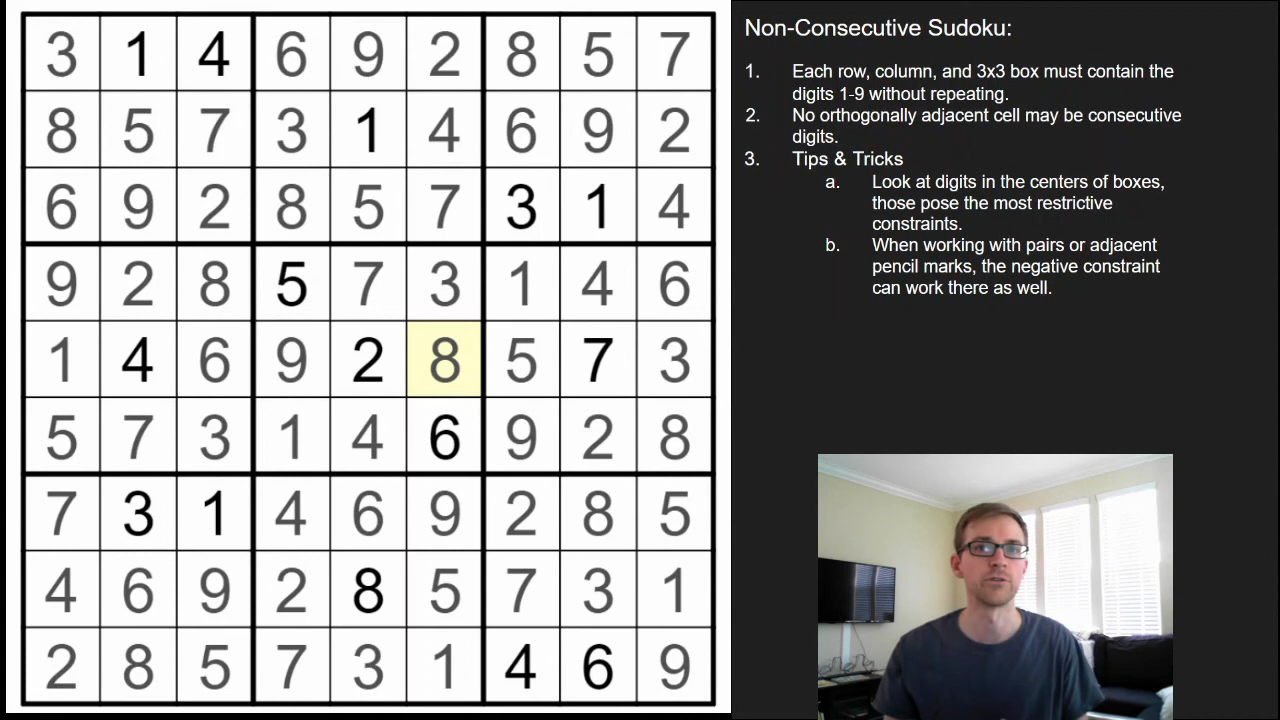 3 1 4 6 9 2 8 5 7
8 5 7 3 1 4 6 9 2
6 9 2 8 5 7 3 1 4
9 2 8 5 7 3 1 4 6
1 4 6 9 2 8 5 7 3
5 7 3 1 4 6 9 2 8
7 3 1 4 6 9 2 8 5
4 6 9 2 8 5 7 3 1
2 8 5 7 3 1 4 6 9
Non-Consecutive Sudoku:
1. Each row, column, and 3x3 box must contain the
digits 1-9 without repeating.
2. No orthogonally adjacent cell may be consecutive
digits.
3. Tips & Tricks
a. Look at digits in the centers of boxes,
those pose the most restrictive
constraints.
b. When working with pairs or adjacent
pencil marks, the negative constraint
can work there as well.